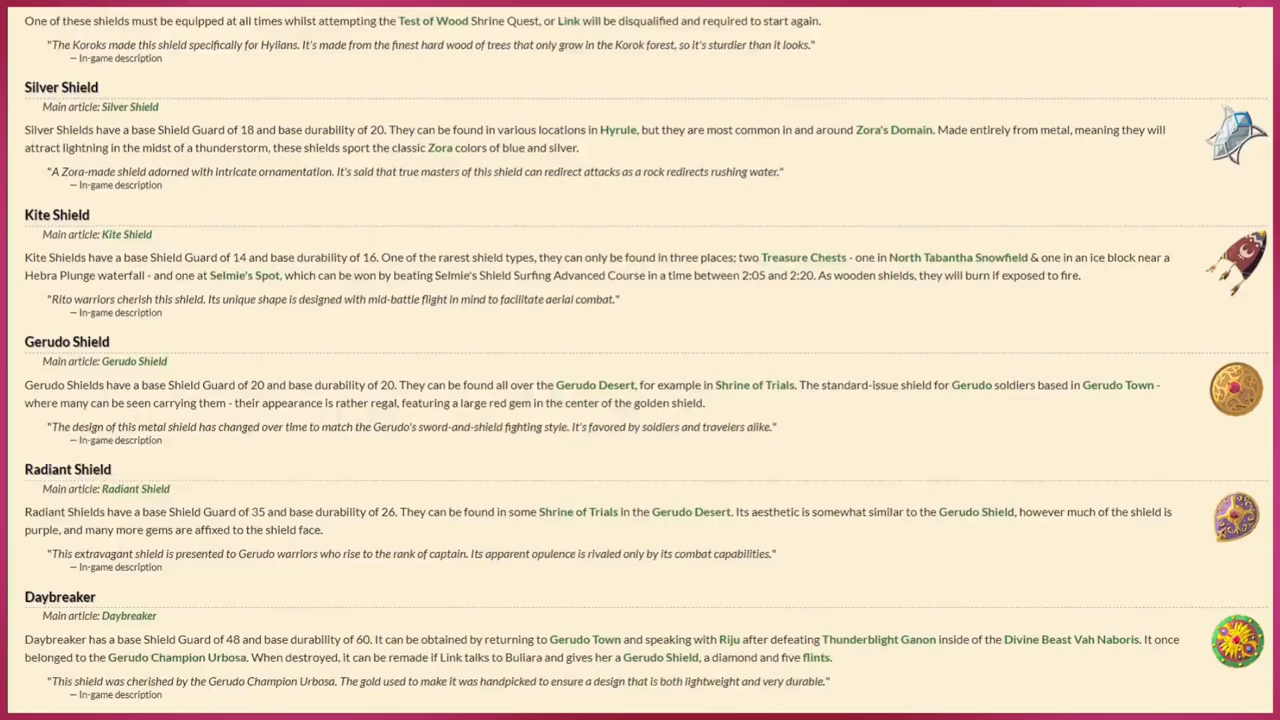 One of these shields must be equipped at all times whilst attempting the Test of Wood Shrine Quest, or Link will be disqualified and required to start again.
"The Koroks made this shield specifically for Hylians. It's made from the finest hard wood of trees that only grow in the Korok forest, so it's sturdier than it looks."
— In-game description
Silver Shield
Main article: Silver Shield
Silver Shields have a base Shield Guard of 18 and base durability of 20. They can be found in various locations in Hyrule, but they are most common in and around Zora's Domain. Made entirely from metal, meaning they will
attract lightning in the midst of a thunderstorm, these shields sport the classic Zora colors of blue and silver.
"A Zora-made shield adorned with intricate ornamentation. It's said that true masters of this shield can redirect attacks as a rock redirects rushing water."
— In-game description
Kite Shield
Main article: Kite Shield
Kite Shields have a base Shield Guard of 14 and base durability of 16. One of the rarest shield types, they can only be found in three places; two Treasure Chests - one in North Tabantha Snowfield & one in an ice block near a
Hebra Plunge waterfall - and one at Selmie's Spot, which can be won by beating Selmie's Shield Surfing Advanced Course in a time between 2:05 and 2:20. As wooden shields, they will burn if exposed to fire.
"Rito warriors cherish this shield. Its unique shape is designed with mid-battle flight in mind to facilitate aerial combat."
— In-game description
Gerudo Shield
Main article: Gerudo Shield
Gerudo Shields have a base Shield Guard of 20 and base durability of 20. They can be found all over the Gerudo Desert, for example in Shrine of Trials. The standard-issue shield for Gerudo soldiers based in Gerudo Town -
where many can be seen carrying them - their appearance is rather regal, featuring a large red gem in the center of the golden shield.
"The design of this metal shield has changed over time to match the Gerudo's sword-and-shield fighting style. It's favored by soldiers and travelers alike."
— In-game description
Radiant Shield
Main article: Radiant Shield
Radiant Shields have a base Shield Guard of 35 and base durability of 26. They can be found in some Shrine of Trials in the Gerudo Desert. Its aesthetic is somewhat similar to the Gerudo Shield, however much of the shield is
purple, and many more gems are affixed to the shield face.
"This extravagant shield is presented to Gerudo warriors who rise to the rank of captain. Its apparent opulence is rivaled only by its combat capabilities."
— In-game description
Daybreaker
Main article: Daybreaker
Daybreaker has a base Shield Guard of 48 and base durability of 60. It can be obtained by returning to Gerudo Town and speaking with Riju after defeating Thunderblight Ganon inside of the Divine Beast Vah Naboris. It once
belonged to the Gerudo Champion Urbosa. When destroyed, it can be remade if Link talks to Buliara and gives her a Gerudo Shield, a diamond and five flints.
"This shield was cherished by the Gerudo Champion Urbosa. The gold used to make it was handpicked to ensure a design that is both lightweight and very durable."
— In-game description